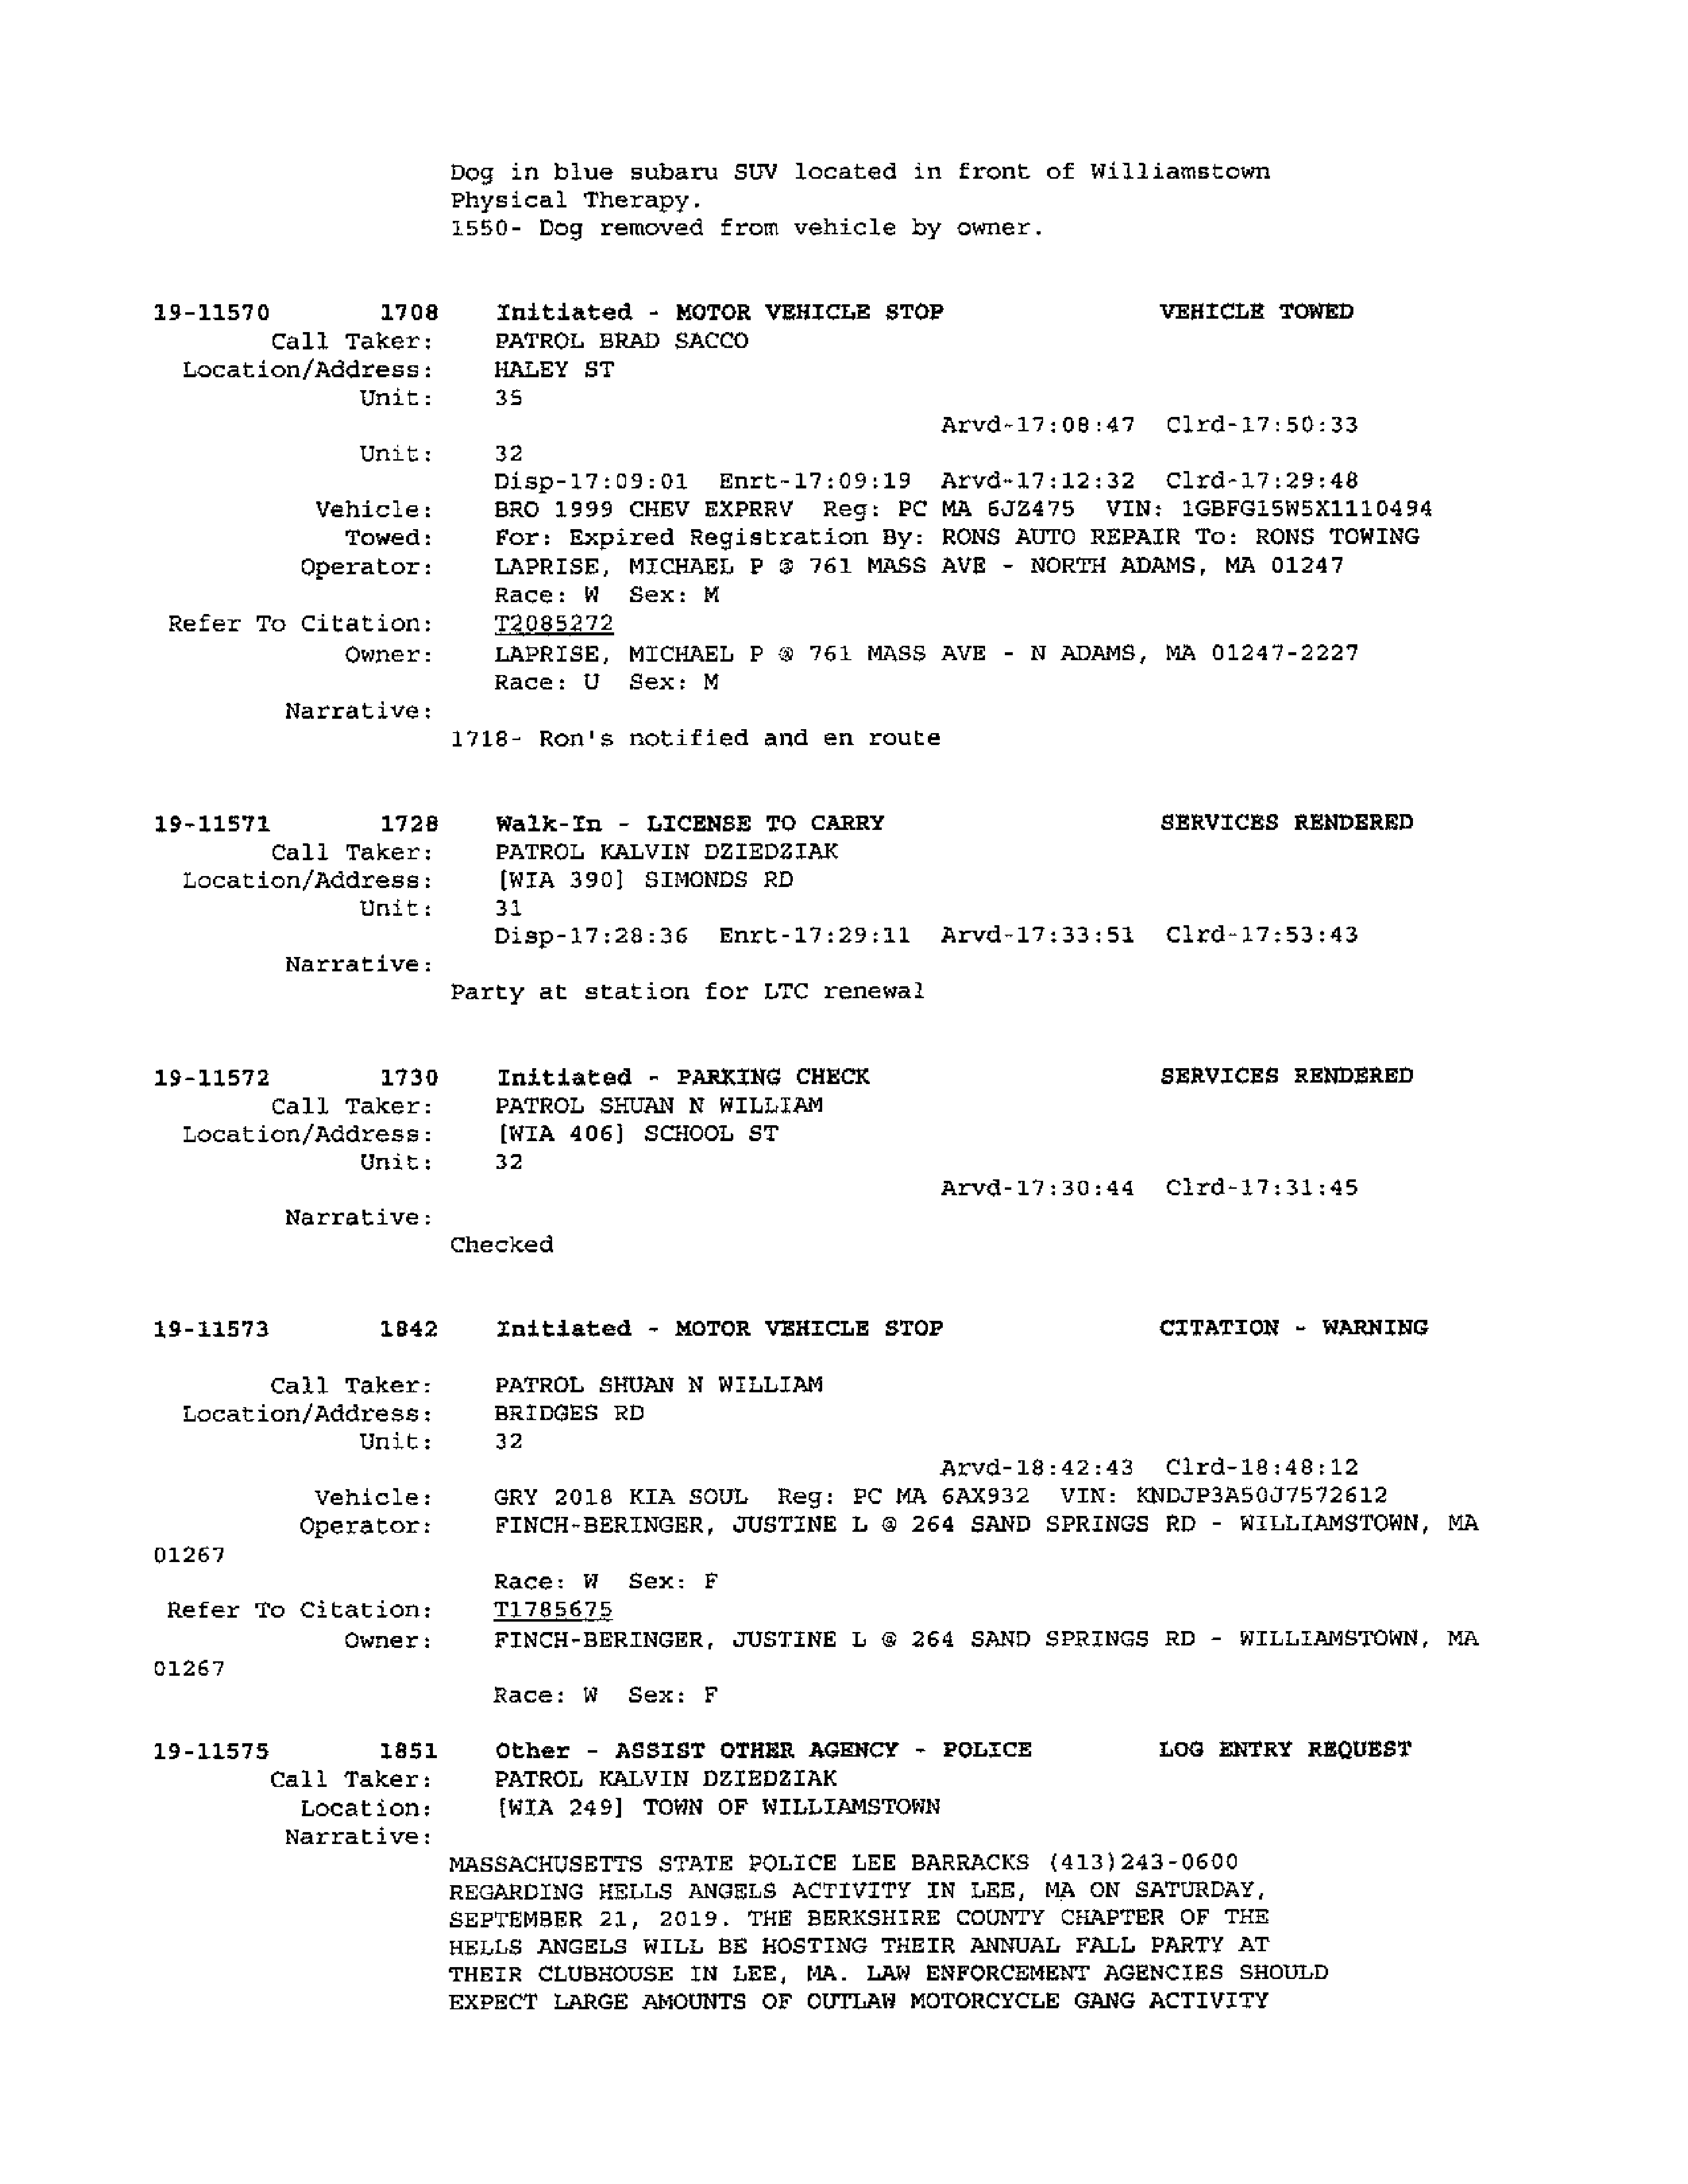 Dog in blue subaru SUV located in front of Williamstown
Physical Therapy.
1550- Dog removed from vehicle by owner.
19-11570 1708 Initiated - MOTOR VEHICLE STOP VEHICLE TOWED
Call Taker: PATROL BRAD SACCO
Location/Address: HALEY ST
Unit: 35
Arvd-17:08:47 Clrd-17:50:33
Unit: 32
Disp-17:09:01 Enrt-17:09:19 Arvd-17:12:32 Clrd-17:29:48
Vehicle: BRO 1999 CHEV EXPRRV Reg: PC MA 6JZ475 VIN: 1GBFG15W5X1110494
Towed: For: Expired Registration By: RONS AUTO REPAIR To: RONS TOWING
Operator: LAPRISE, MICHAEL P @ 761 MASS AVE - NORTH ADAMS, MA 01247
Race: W Sex: M
Refer To Citation: T2085272
Owner: LAPRISE, MICHAEL P @ 761 MASS AVE - N ADAMS, MA 01247-2227
Race: U Sex: M
Narrative:
1718- Ron's notified and en route
19-11571 1728 Walk-In - LICENSE TO CARRY SERVICES RENDERED
Call Taker: PATROL KALVIN DZIEDZIAK
Location/Address: [WIA 390] SIMONDS RD
Unit: 31
Disp-17:28:36 Enrt-17:29:11 Arvd-17:33:51 Clrd-17:53:43
Narrative:
Party at station for LTC renewal
19-11572 1730 Initiated - PARKING CHECK SERVICES RENDERED
Call Taker: PATROL SHUAN N WILLIAM
Location/Address: [WIA 406] SCHOOL ST
Unit: 32
Arvd-17:30:44 Clrd-17:31:45
Narrative:
Checked
19-11573 1842 Initiated - MOTOR VEHICLE STOP CITATION - WARNING
Call Taker: PATROL SHUAN N WILLIAM
Location/Address: BRIDGES RD
Unit: 32
Arvd-18:42:43 Clrd-18:48:12
Vehicle: GRY 2018 KIA SOUL Reg: PC MA 6AX932 VIN: KNDJP3A50J7572612
Operator: FINCH-BERINGER, JUSTINE L @ 264 SAND SPRINGS RD - WILLIAMSTOWN, MA
01267
Race: W Sex: F
Refer To Citation: T1785675
Owner: FINCH-BERINGER, JUSTINE L @ 264 SAND SPRINGS RD - WILLIAMSTOWN, MA
01267
Race: W Sex: F
19-11575 1851 Other - ASSIST OTHER AGENCY - POLICE LOG ENTRY REQUEST
Call Taker: PATROL KALVIN DZIEDZIAK
Location: [WIA 249] TOWN OF WILLIAMSTOWN
Narrative:
MASSACHUSETTS STATE POLICE LEE BARRACKS (413)243-0600
REGARDING HELLS ANGELS ACTIVITY IN LEE, MA ON SATURDAY,
SEPTEMBER 21, 2019. THE BERKSHIRE COUNTY CHAPTER OF THE
HELLS ANGELS WILL BE HOSTING THEIR ANNUAL FALL PARTY AT
THEIR CLUBHOUSE IN LEE, MA. LAW ENFORCEMENT AGENCIES SHOULD
EXPECT LARGE AMOUNTS OF OUTLAW MOTORCYCLE GANG ACTIVITY